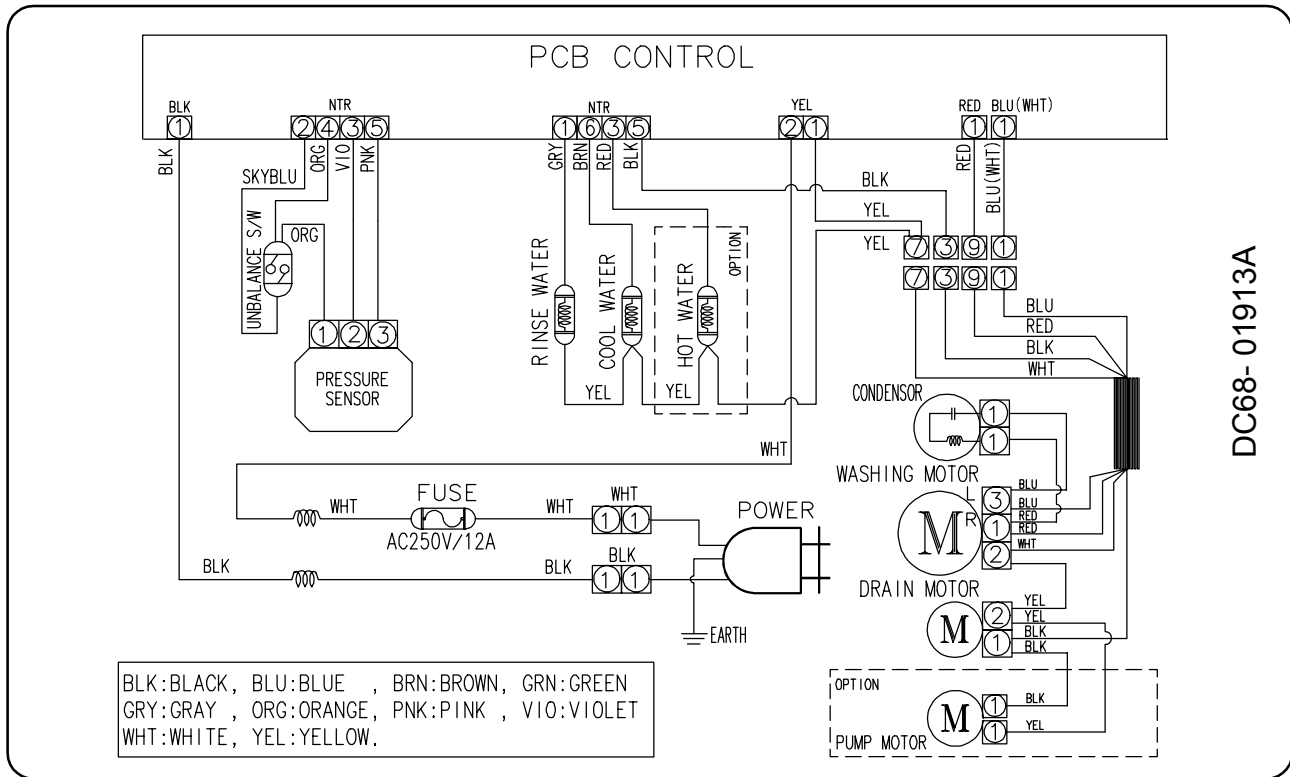 PCB CONTROL
BLK NTR NTR YEL RED BLU(WHT)
1 2 4 3 5 1 6 3 5 2 1 1 1
BLK SKYBLU ORG VIO PNK GRY BRN RED BLK RED BLU(WHT)
BLK
YEL
YEL
7 3 9 1
7 3 9 1
UNBALANCE S/W
ORG
1 2 3
PRESSURE
SENSOR
RINSE WATER
COOL WATER
HOT WATER
OPTION
YEL YEL
BLU
RED
BLK
WHT
CONDENSOR
1
1
WHT
WASHING MOTOR
L
R
M
3
1
2
BLU
BLU
RED
RED
WHT
WHT
FUSE
AC250V/12A
WHT
WHT
1 1
POWER
BLK
BLK
BLK
1 1
EARTH
DRAIN MOTOR
M
2
1
YEL
YEL
BLK
BLK
OPTION
M
1
1
BLK
YEL
PUMP MOTOR
BLK:BLACK, BLU:BLUE , BRN:BROWN, GRN:GREEN
GRY:GRAY , ORG:ORANGE, PNK:PINK , VIO:VIOLET
WHT:WHITE, YEL:YELLOW.
DC68- 01913A